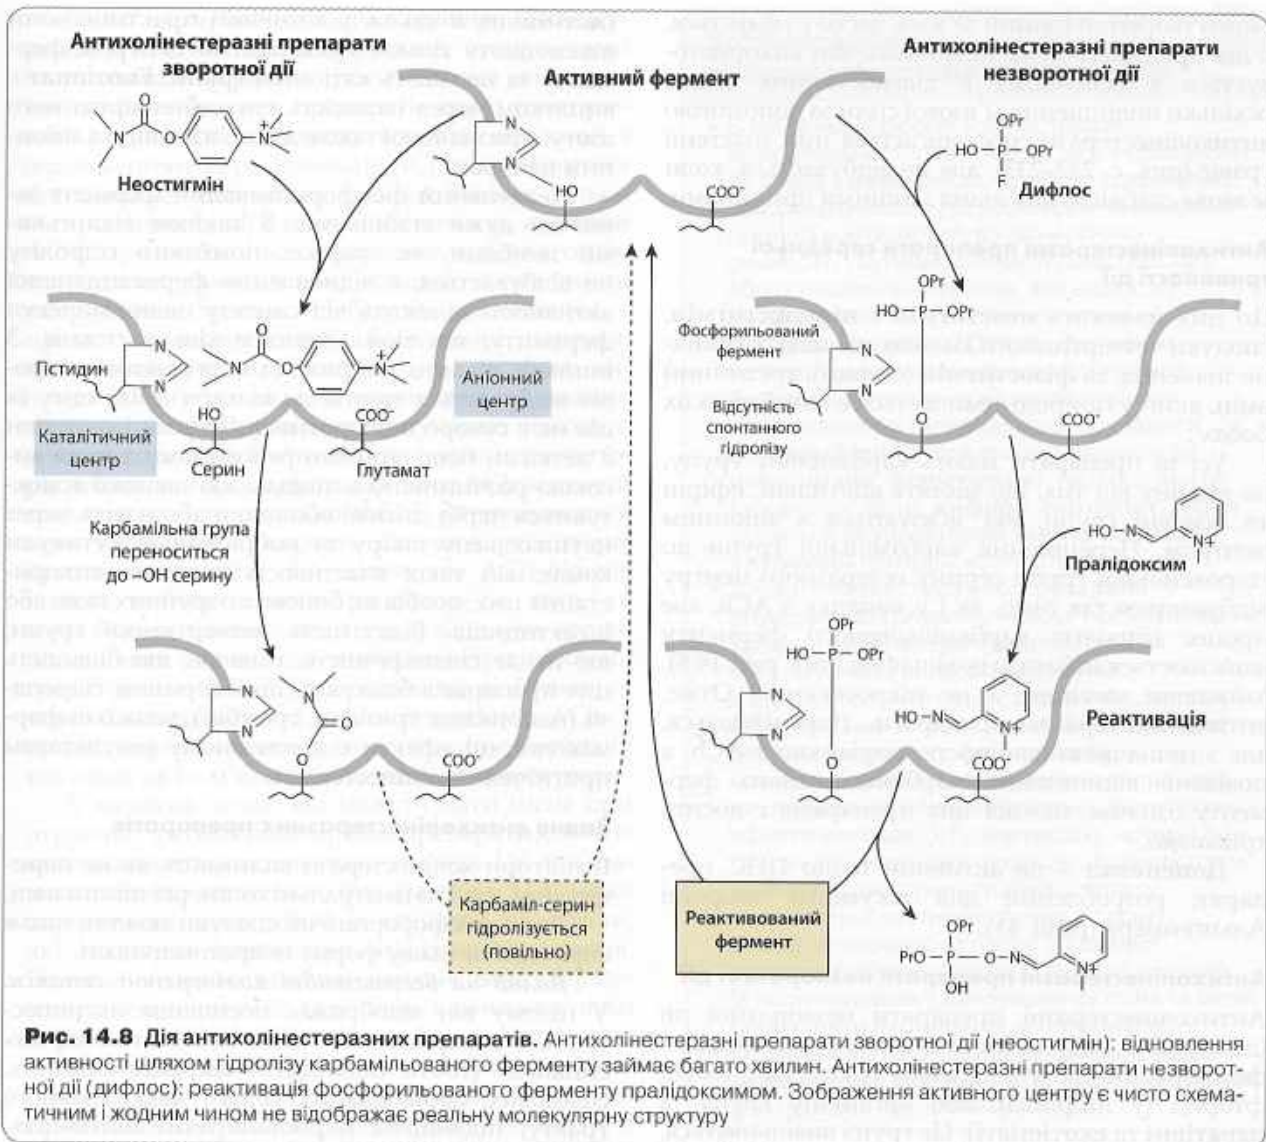 Антихолінестеразні препарати
зворотної дії
Активний фермент
Антихолінестеразні препарати
незворотної дії
O
N
O
N+
Неостигмін
N
N
HO
COO⁻
OPr
HO
P
OPr
F
Дифлос
OPr
HO
P
OPr
Гістидин
N
N
N
O
O
N+
HO
COO⁻
Аніонний
центр
Каталітичний
центр
Серин
Глутамат
Фосфорильований
фермент
Відсутність
спонтанного
гідролізу
N
N
O
COO⁻
Карбамільна група
переноситься
до –ОН серину
HO
N
N+
Пралідоксим
N
N
N
O
O
COO⁻
OPr
HO
P
OPr
N
N
O
HO
N
N+
COO⁻
Реактивація
Карбаміл-серин
гідролізується
(повільно)
Реактивований
фермент
OPr
PrO
P
O
N
OH
N+
Рис. 14.8 Дія антихолінестеразних препаратів. Антихолінестеразні препарати зворотної дії (неостигмін): відновлення
активності шляхом гідролізу карбамільованого ферменту займає багато хвилин. Антихолінестеразні препарати незворот-
ної дії (дифлос): реактивація фосфорильованого ферменту пралідоксимом. Зображення активного центру є чисто схема-
тичним і жодним чином не відображає реальну молекулярну структуру